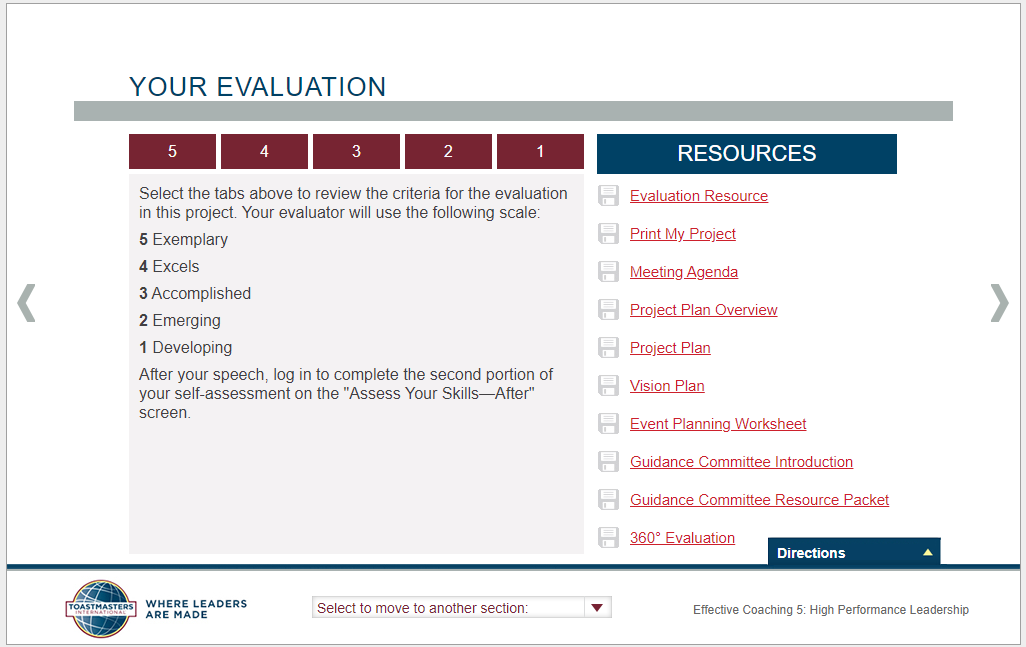 YOUR EVALUATION
5
4
3
2
1
Select the tabs above to review the criteria for the evaluation
in this project. Your evaluator will use the following scale:
5 Exemplary
4 Excels
3 Accomplished
2 Emerging
1 Developing
After your speech, log in to complete the second portion of
your self-assessment on the "Assess Your Skills—After"
screen.
RESOURCES
Evaluation Resource
Print My Project
Meeting Agenda
Project Plan Overview
Project Plan
Vision Plan
Event Planning Worksheet
Guidance Committee Introduction
Guidance Committee Resource Packet
360° Evaluation
Directions
TOASTMASTERS
INTERNATIONAL
WHERE LEADERS
ARE MADE
Select to move to another section:
Effective Coaching 5: High Performance Leadership